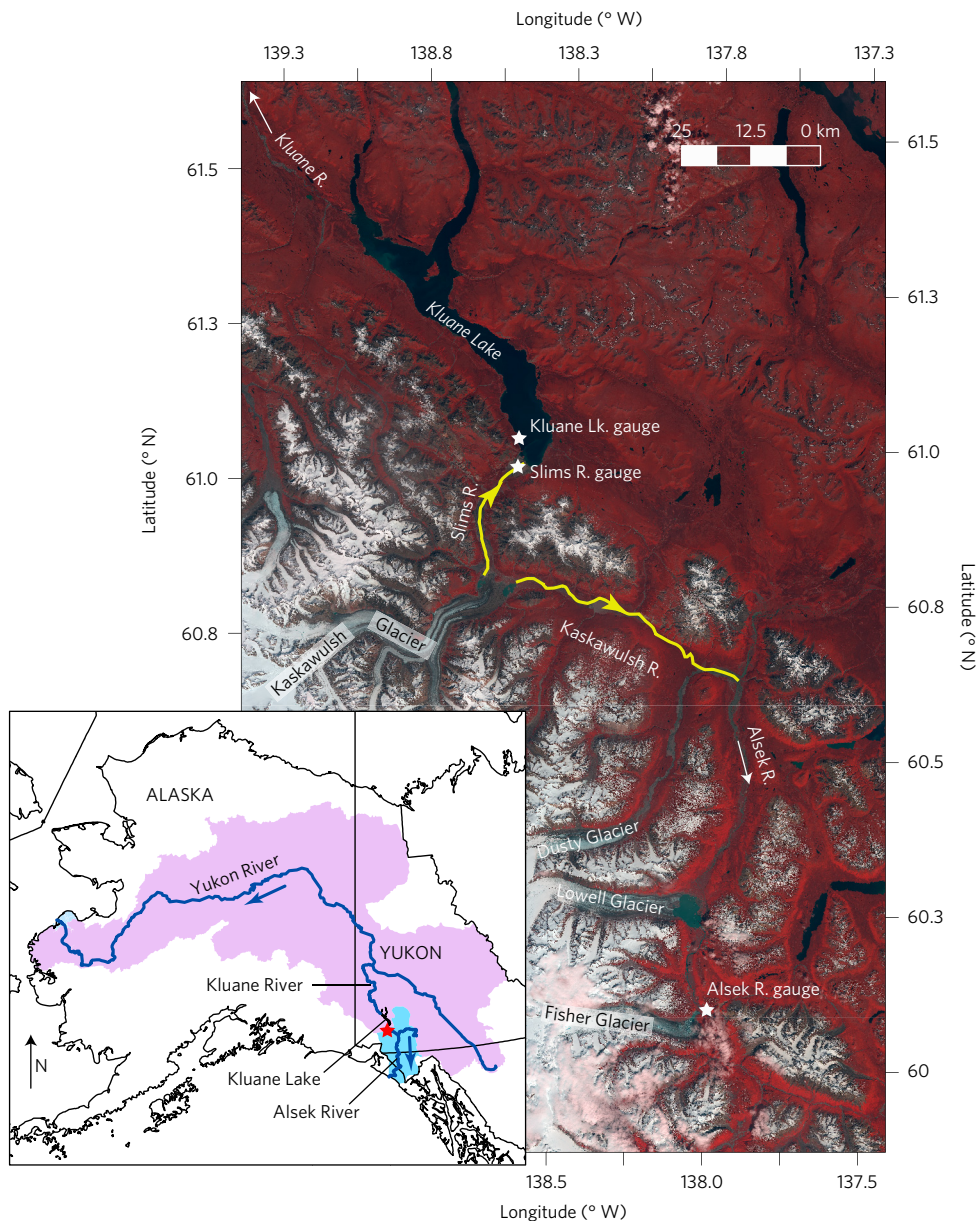 Longitude (° W)
139.3 138.8 138.3 137.8 137.3
25 12.5 0 km
Kluane R.
61.5
61.5
Kluane Lake
61.3
61.3
Kluane Lk. gauge
61.0
Slims R. gauge
61.0
Latitude (° N)
Slims R.
60.8
60.8
Latitude (° N)
Kaskawulsh Glacier
Kaskawulsh R.
Alsek R.
60.5
Dusty Glacier
Lowell Glacier
60.3
Alsek R. gauge
Fisher Glacier
60
ALASKA
Yukon River
YUKON
Kluane River
N
Kluane Lake
Alsek River
138.5 138.0 137.5
Longitude (° W)